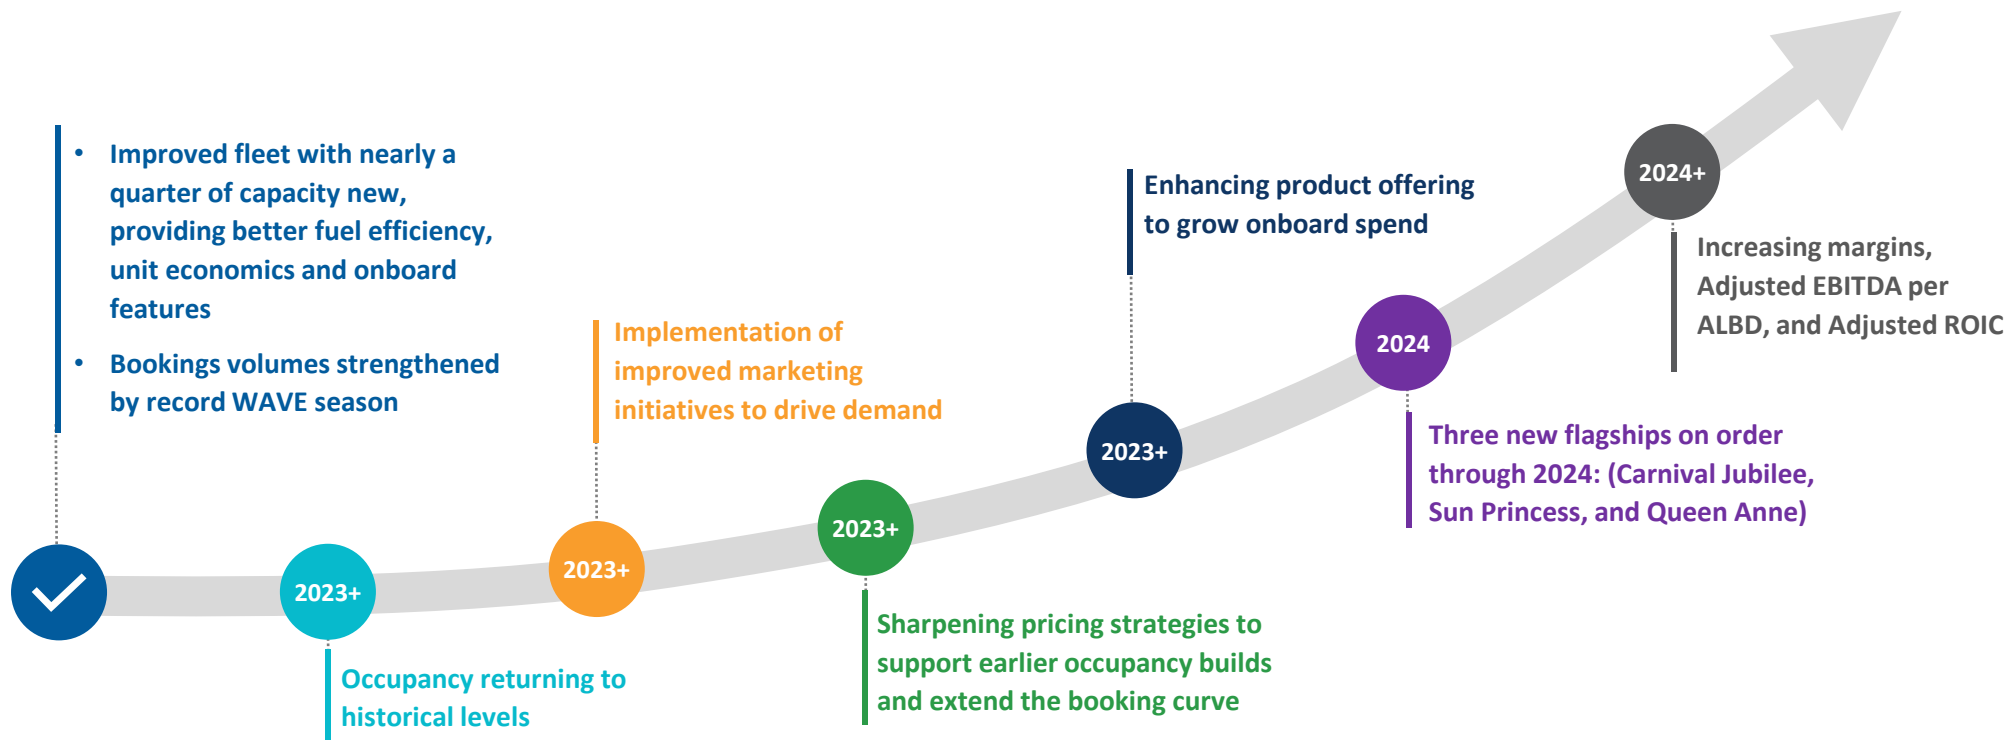 • Improved fleet with nearly a
quarter of capacity new,
providing better fuel efficiency,
unit economics and onboard
features
• Bookings volumes strengthened
by record WAVE season
2023+
Occupancy returning to
historical levels
Implementation of
improved marketing
initiatives to drive demand
2023+
2023+
Sharpening pricing strategies to
support earlier occupancy builds
and extend the booking curve
Enhancing product offering
to grow onboard spend
2023+
2024
Three new flagships on order
through 2024: (Carnival Jubilee,
Sun Princess, and Queen Anne)
2024+
Increasing margins,
Adjusted EBITDA per
ALBD, and Adjusted ROIC